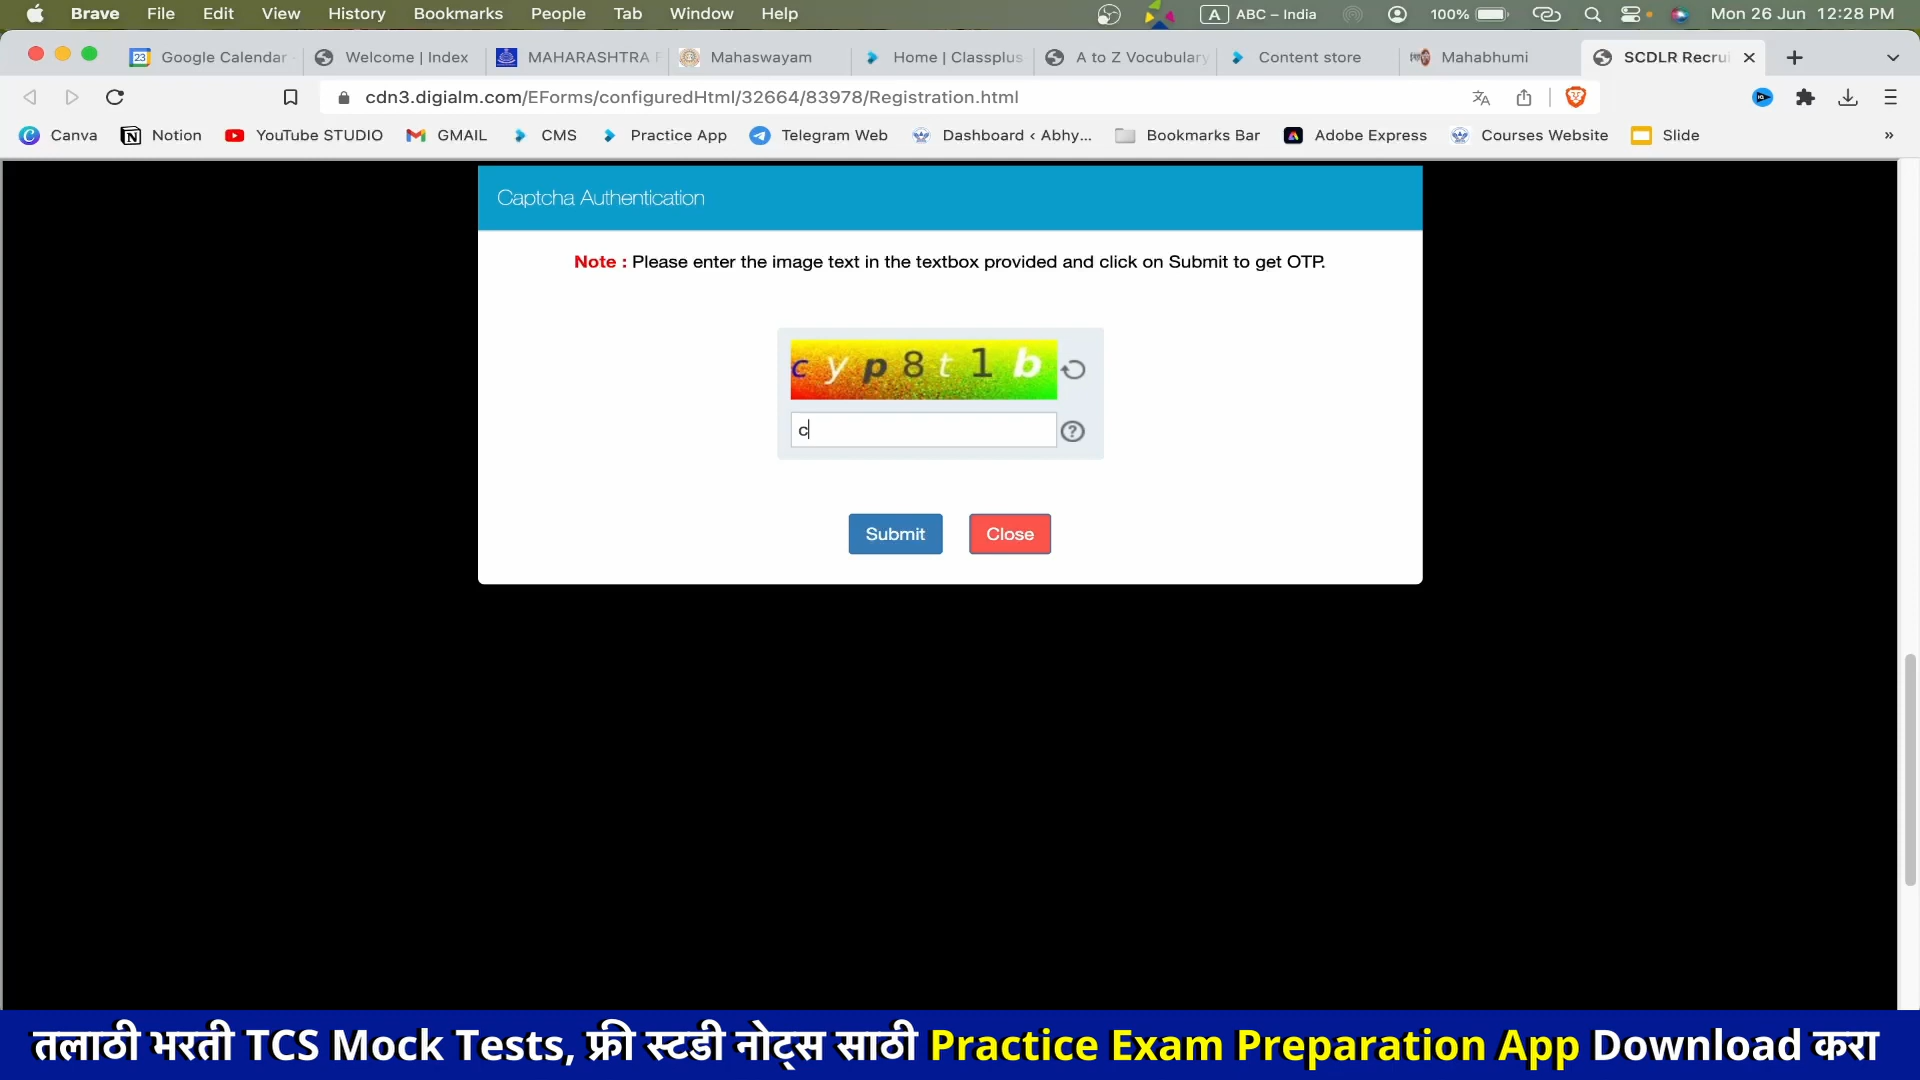 Brave File Edit View History Bookmarks People Tab Window Help A ABC – India 100% Mon 26 Jun 12:28 PM
23 Google Calendar Welcome | Index MAHARASHTRA Mahaswayam Home | Classplus A to Z Vocubulary Content store Mahabhumi SCDLR Recrui
cdn3.digialm.com/EForms/configuredHtml/32664/83978/Registration.html
Canva Notion YouTube STUDIO GMAIL CMS Practice App Telegram Web Dashboard < Abhy... Bookmarks Bar Adobe Express Courses Website Slide »
Captcha Authentication
Note : Please enter the image text in the textbox provided and click on Submit to get OTP.
c y p 8 t 1 b
c
Submit Close
तलाठी भरती TCS Mock Tests, फ्री स्टडी नोट्स साठी Practice Exam Preparation App Download करा